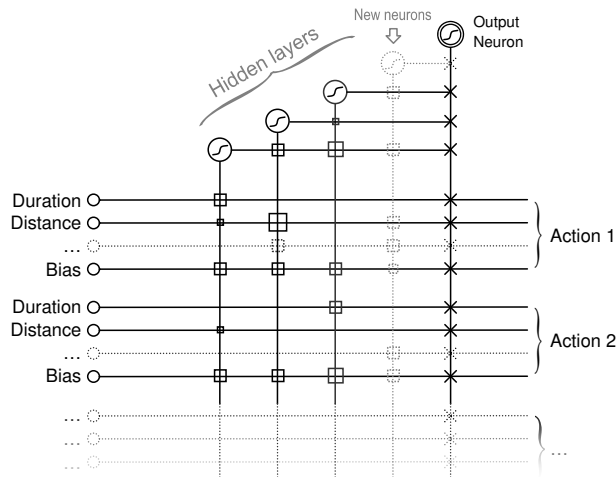 New neurons
Output
Neuron
Hidden layers
Duration
Distance
...
Bias
Action 1
Duration
Distance
...
Bias
Action 2
...
...
...
...